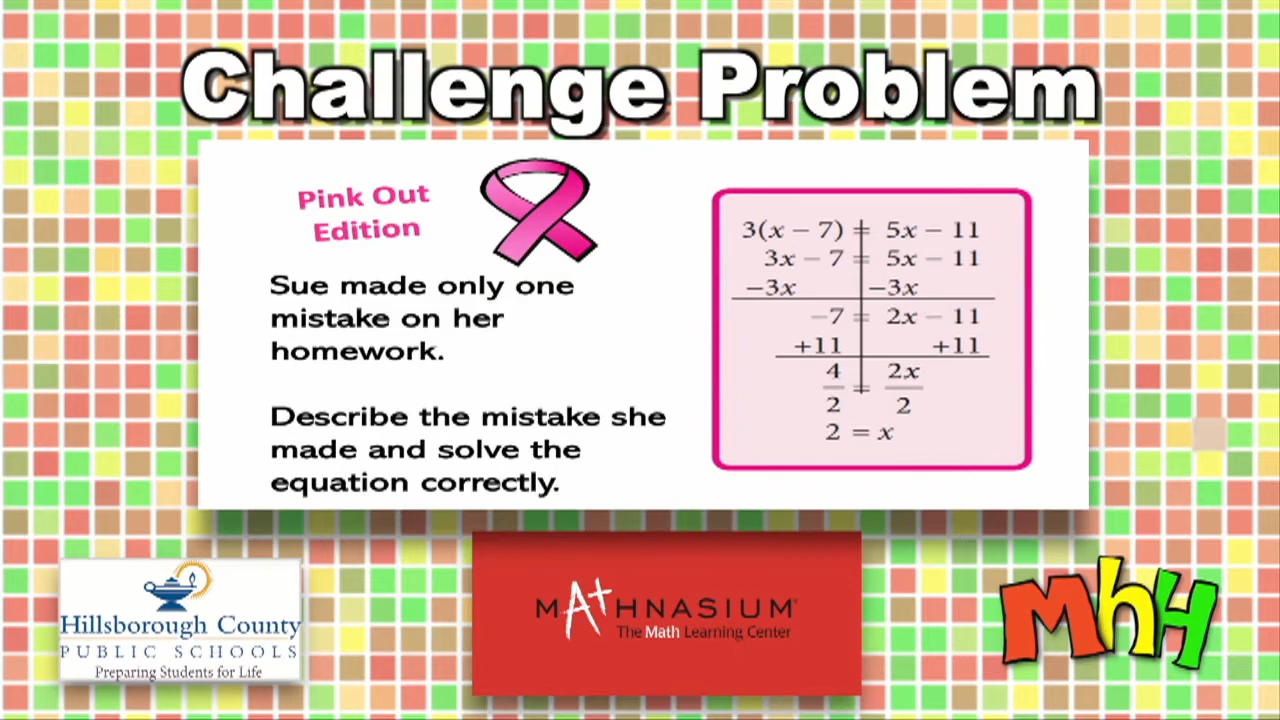 Challenge Problem
Pink Out
Edition
Sue made only one
mistake on her
homework.
Describe the mistake she
made and solve the
equation correctly.
3(x − 7) = 5x − 11
3x − 7 = 5x − 11
−3x −3x
−7 = 2x − 11
+11 +11
4 = 2x
2 2
2 = x
Hillsborough County
PUBLIC SCHOOLS
Preparing Students for Life
MA+HNASIUM®
The Math Learning Center
MhH